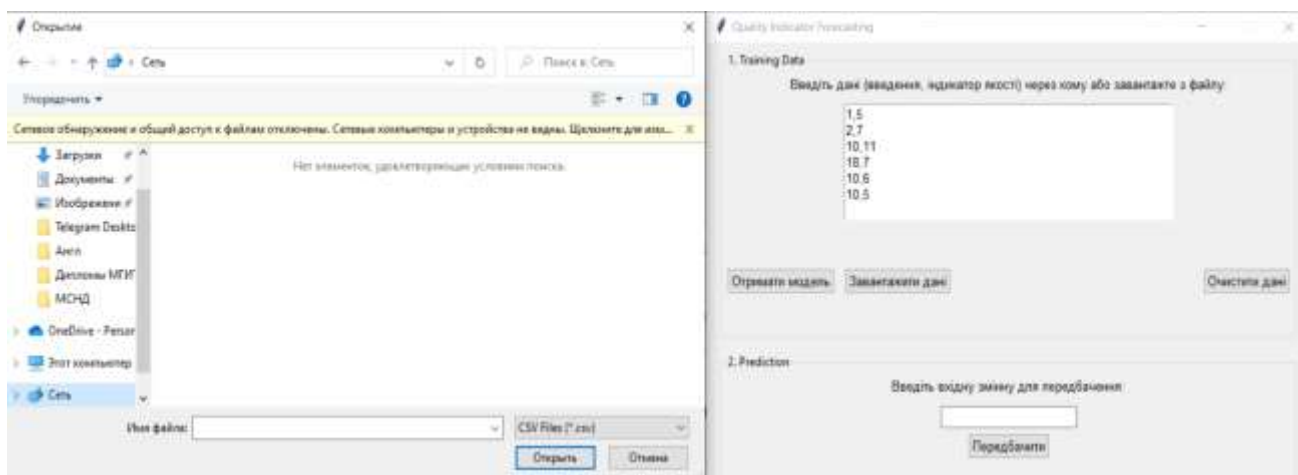 Открытие
Сеть
Поиск в: Сеть
Упорядочить
Сетевое обнаружение и общий доступ к файлам отключены. Сетевые компьютеры и устройства не видны. Щелкните для изм...
Загрузки
Документы
Изображени
Telegram Deskto
Англ
Дипломы
МСНД
OneDrive - Person
Этот компьютер
Сеть
Нет элементов, удовлетворяющих условиям поиска.
Имя файла:
CSV Files (*.csv)
Открыть
Отмена
Quality Indicator Forecasting
1. Training Data
Введіть дані (введення, індикатор якості) через кому або завантажте з файлу:
1,5
2,7
10,11
18,7
10,6
10,5
Отримати модель
Завантажити дані
Очистити дані
2. Prediction
Введіть вхідну змінну для передбачення:
Передбачити